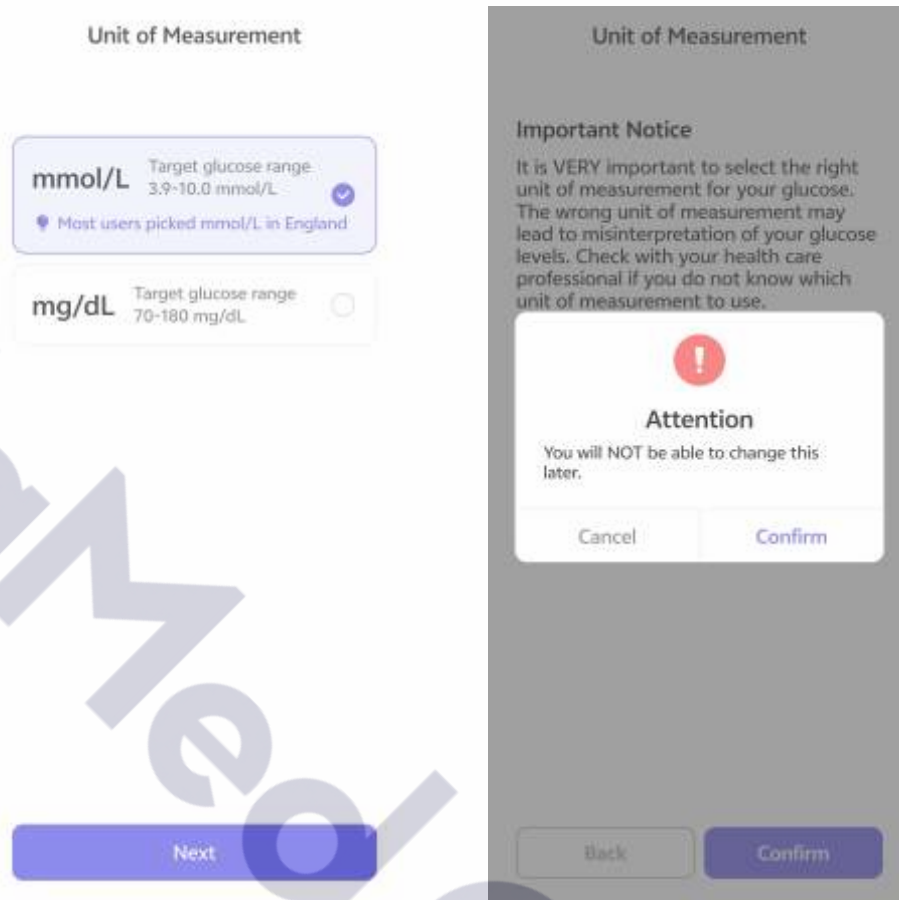 Unit of Measurement
mmol/L
Target glucose range
3.9-10.0 mmol/L
Most users picked mmol/L in England
mg/dL
Target glucose range
70-180 mg/dL
Next
Unit of Measurement
Important Notice
It is VERY important to select the right
unit of measurement for your glucose.
The wrong unit of measurement may
lead to misinterpretation of your glucose
levels. Check with your health care
professional if you do not know which
unit of measurement to use.
Attention
You will NOT be able to change this
later.
Cancel
Confirm
Back
Confirm